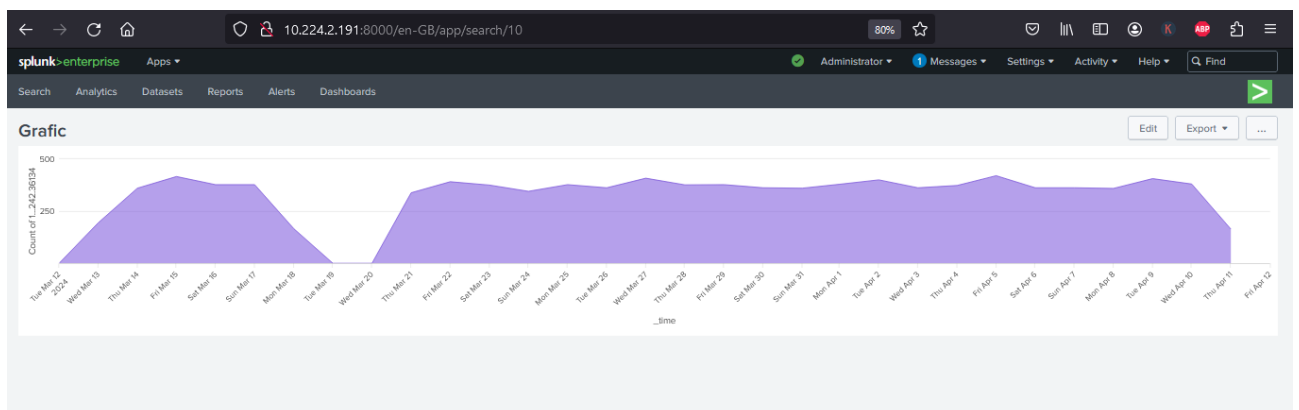 10.224.2.191:8000/en-GB/app/search/10 80% K ABP
splunk>enterprise Apps Administrator 1 Messages Settings Activity Help Find
Search Analytics Datasets Reports Alerts Dashboards >
Grafic Edit Export ...
500
250
Count of 1_242.36134
Tue Mar 12 2024 Wed Mar 13 Thu Mar 14 Fri Mar 15 Sat Mar 16 Sun Mar 17 Mon Mar 18 Tue Mar 19 Wed Mar 20 Thu Mar 21 Fri Mar 22 Sat Mar 23 Sun Mar 24 Mon Mar 25 Tue Mar 26 Wed Mar 27 Thu Mar 28 Fri Mar 29 Sat Mar 30 Sun Mar 31 Mon Apr 1 Tue Apr 2 Wed Apr 3 Thu Apr 4 Fri Apr 5 Sat Apr 6 Sun Apr 7 Mon Apr 8 Tue Apr 9 Wed Apr 10 Thu Apr 11 Fri Apr 12
_time